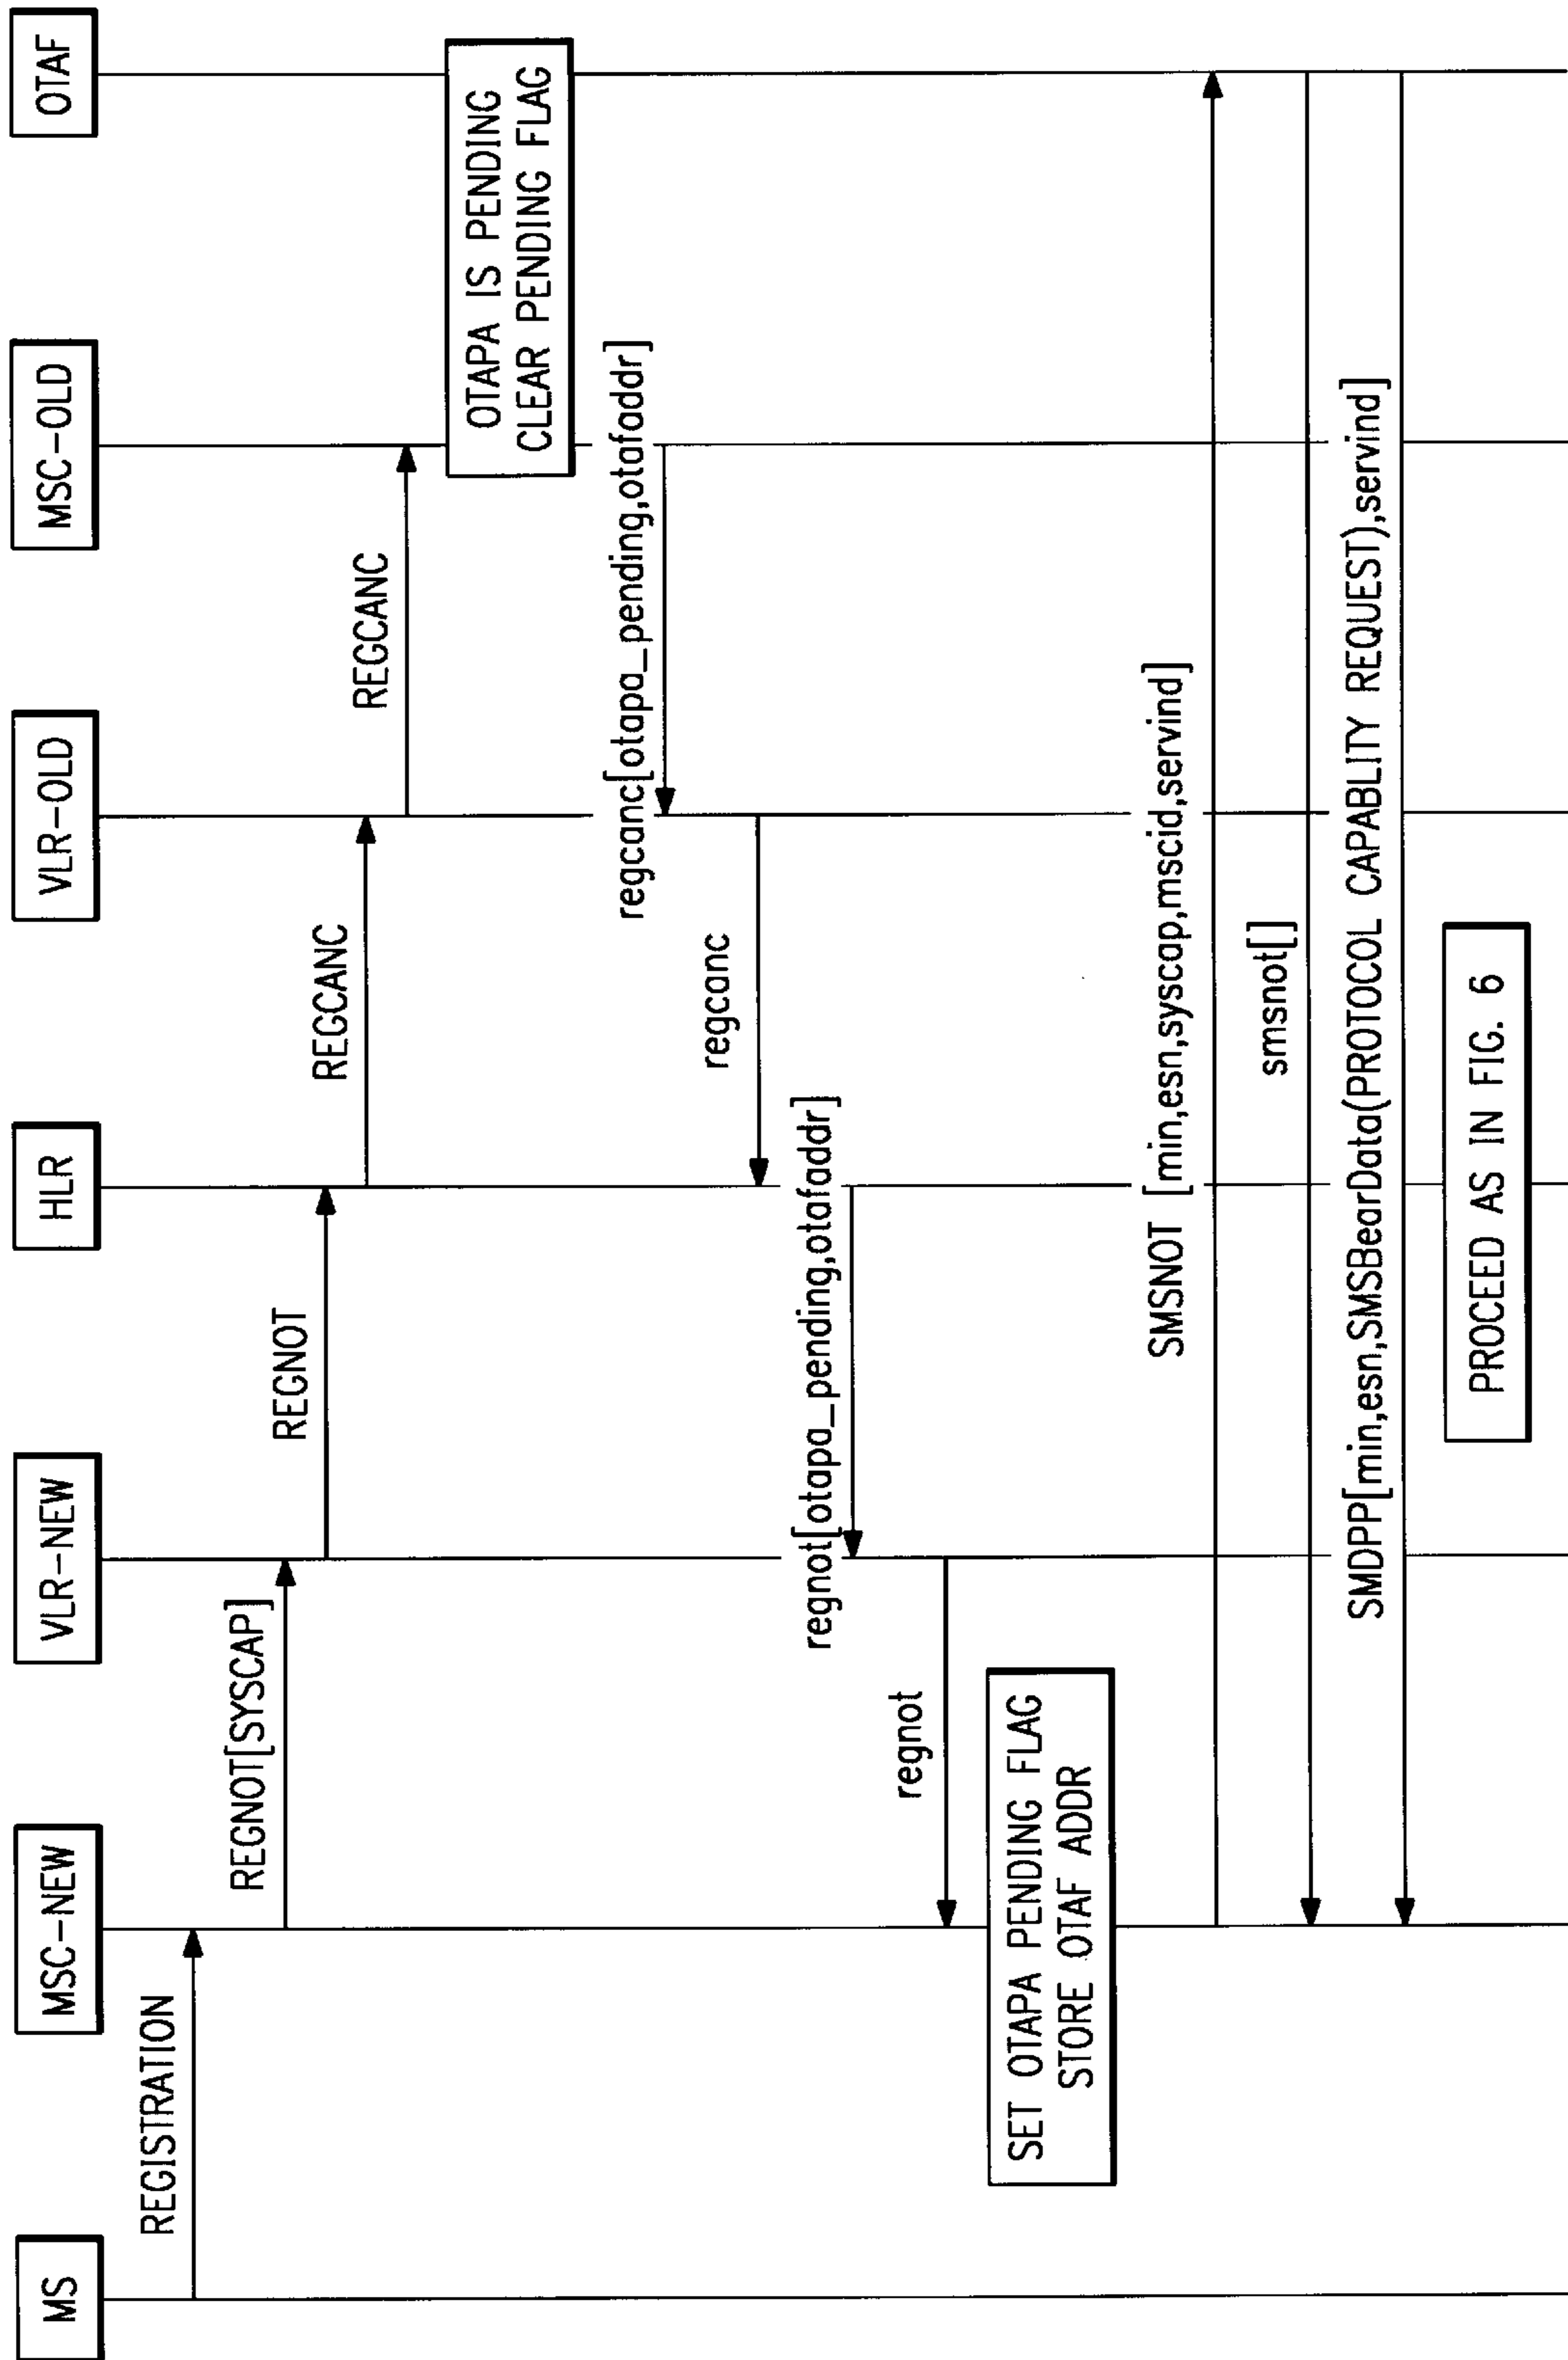 MS
MSC-NEW
VLR-NEW
HLR
VLR-OLD
MSC-OLD
OTAF
REGISTRATION
REGNOT[SYSCAP]
REGNOT
REGCANC
REGCANC
OTAPA IS PENDING
CLEAR PENDING FLAG
regcanc[otapa_pending,otafaddr]
regcanc
regnot[otapa_pending,otafaddr]
regnot
SET OTAPA PENDING FLAG
STORE OTAF ADDR
SMSNOT [min,esn,syscap,mscid,servind]
smsnot[]
SMDPP[min,esn,SMSBearData(PROTOCOL CAPABLITY REQUEST),servind]
PROCEED AS IN FIG. 6